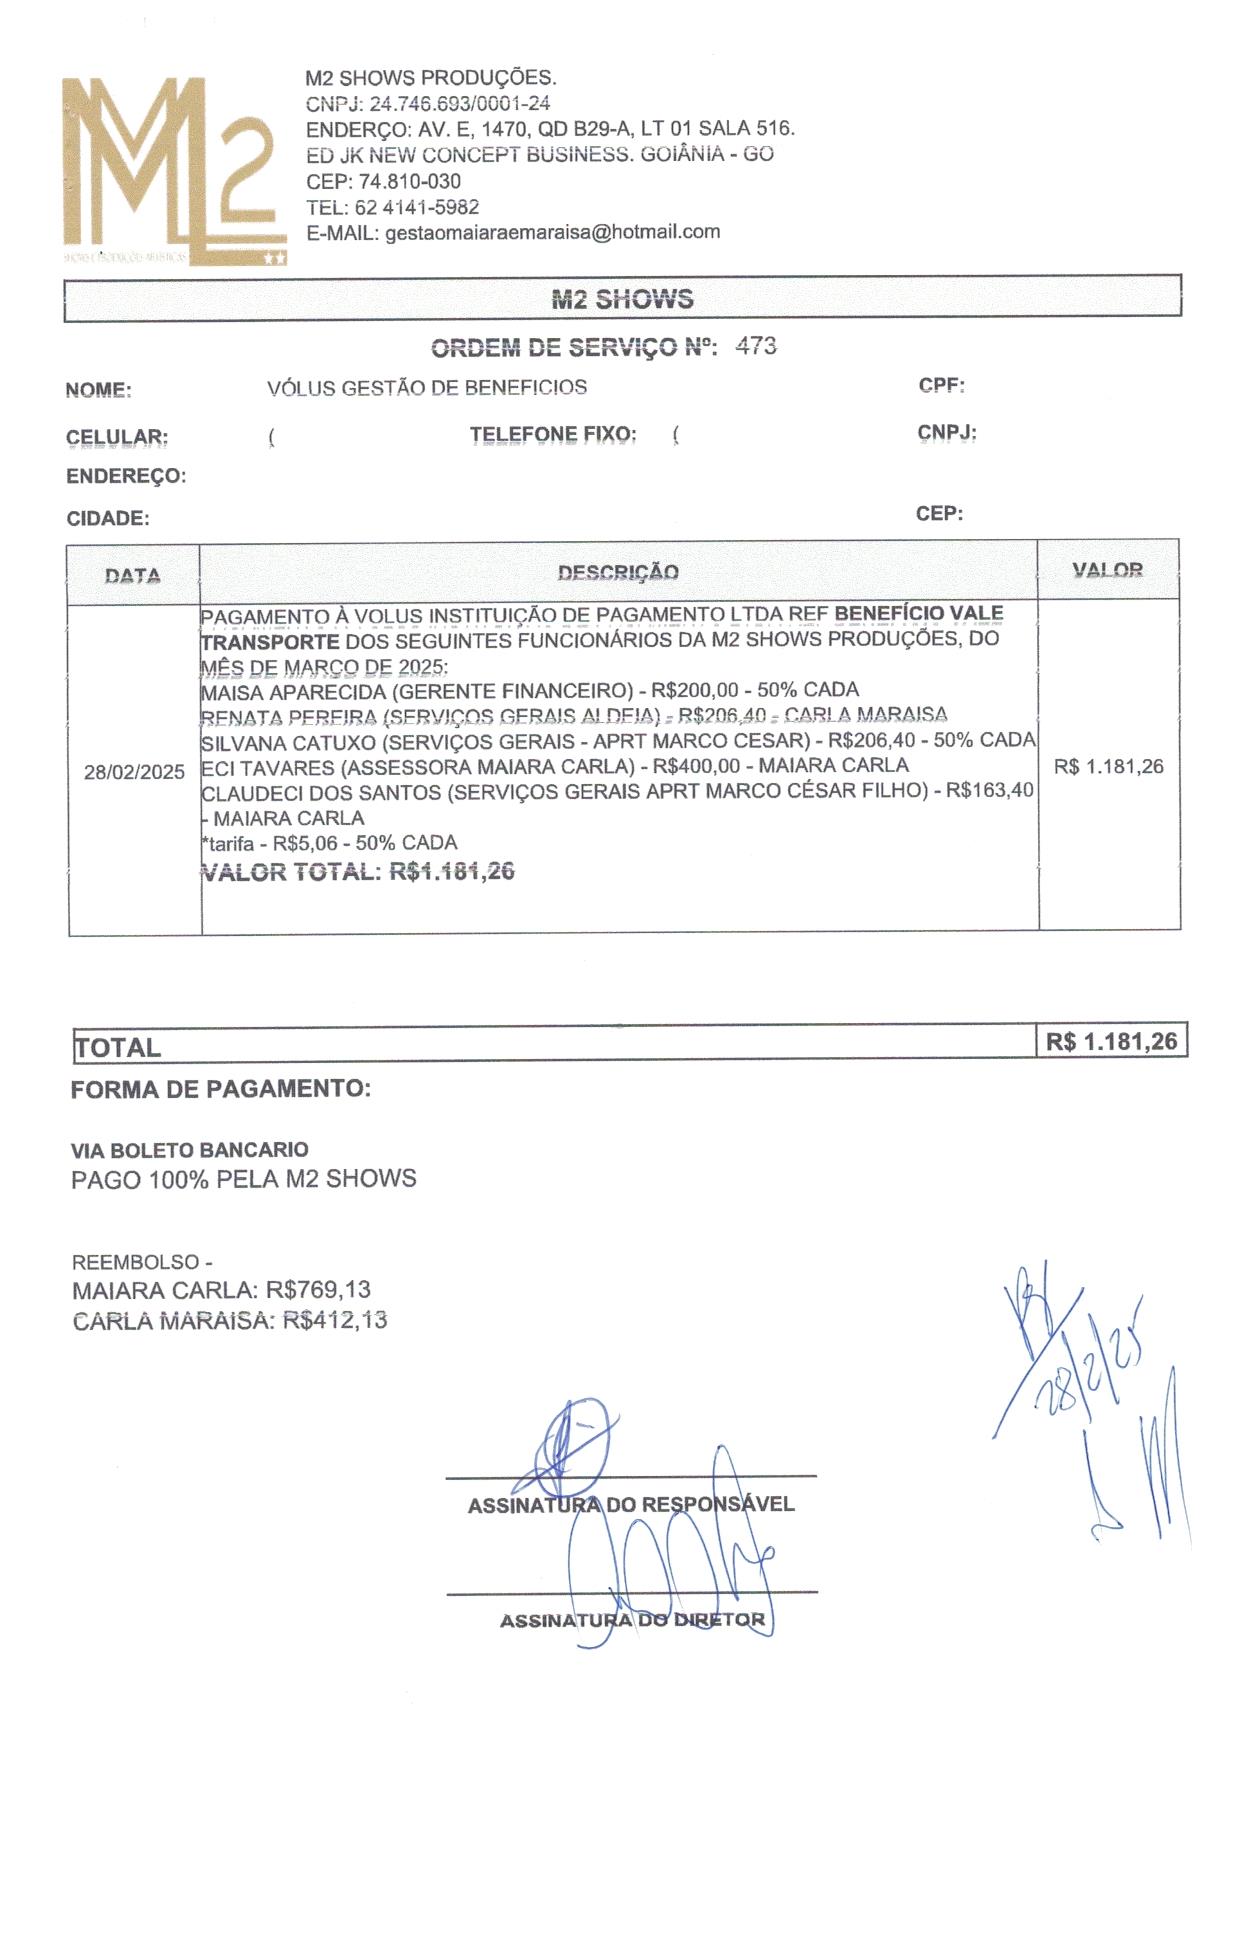 M2 SHOWS PRODUÇÕES.
CNPJ: 24.746.693/0001-24
ENDERÇO: AV. E, 1470, QD B29-A, LT 01 SALA 516.
ED JK NEW CONCEPT BUSINESS. GOIÂNIA - GO
CEP: 74.810-030
TEL: 62 4141-5982
E-MAIL: gestaomaiaraemaraisa@hotmail.com
M2
SHOWS E PRODUÇÕES ARTÍSTICAS
M2 SHOWS
ORDEM DE SERVIÇO Nº: 473
NOME: VÓLUS GESTÃO DE BENEFICIOS CPF:
CELULAR: ( TELEFONE FIXO: ( CNPJ:
ENDEREÇO:
CIDADE: CEP:
DATA DESCRIÇÃO VALOR
PAGAMENTO À VOLUS INSTITUIÇÃO DE PAGAMENTO LTDA REF BENEFÍCIO VALE
TRANSPORTE DOS SEGUINTES FUNCIONÁRIOS DA M2 SHOWS PRODUÇÕES, DO
MÊS DE MARÇO DE 2025:
MAISA APARECIDA (GERENTE FINANCEIRO) - R$200,00 - 50% CADA
RENATA PEREIRA (SERVIÇOS GERAIS ALDEIA) - R$206,40 - CARLA MARAISA
SILVANA CATUXO (SERVIÇOS GERAIS - APRT MARCO CESAR) - R$206,40 - 50% CADA
28/02/2025 ECI TAVARES (ASSESSORA MAIARA CARLA) - R$400,00 - MAIARA CARLA R$ 1.181,26
CLAUDECI DOS SANTOS (SERVIÇOS GERAIS APRT MARCO CÉSAR FILHO) - R$163,40
- MAIARA CARLA
*tarifa - R$5,06 - 50% CADA
VALOR TOTAL: R$1.181,26
TOTAL R$ 1.181,26
FORMA DE PAGAMENTO:
VIA BOLETO BANCARIO
PAGO 100% PELA M2 SHOWS
REEMBOLSO -
MAIARA CARLA: R$769,13
CARLA MARAISA: R$412,13
28/2/25
ASSINATURA DO RESPONSÁVEL
ASSINATURA DO DIRETOR